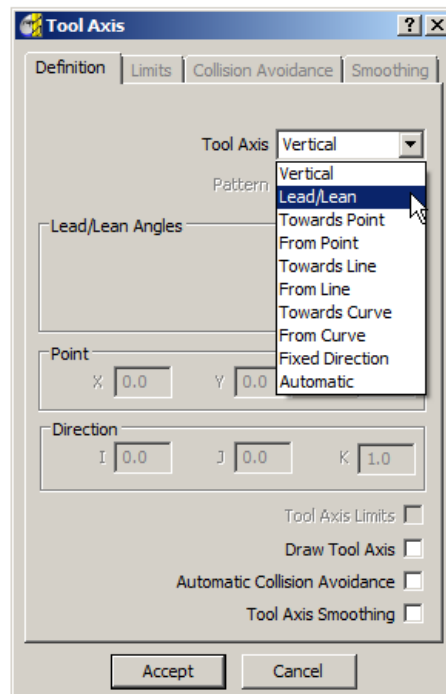 Tool Axis
Definition Limits Collision Avoidance Smoothing
Tool Axis Vertical
Pattern
Vertical
Lead/Lean
Towards Point
From Point
Towards Line
From Line
Towards Curve
From Curve
Fixed Direction
Automatic
Lead/Lean Angles
Point
X 0.0 Y 0.0
Direction
I 0.0 J 0.0 K 1.0
Tool Axis Limits
Draw Tool Axis
Automatic Collision Avoidance
Tool Axis Smoothing
Accept Cancel